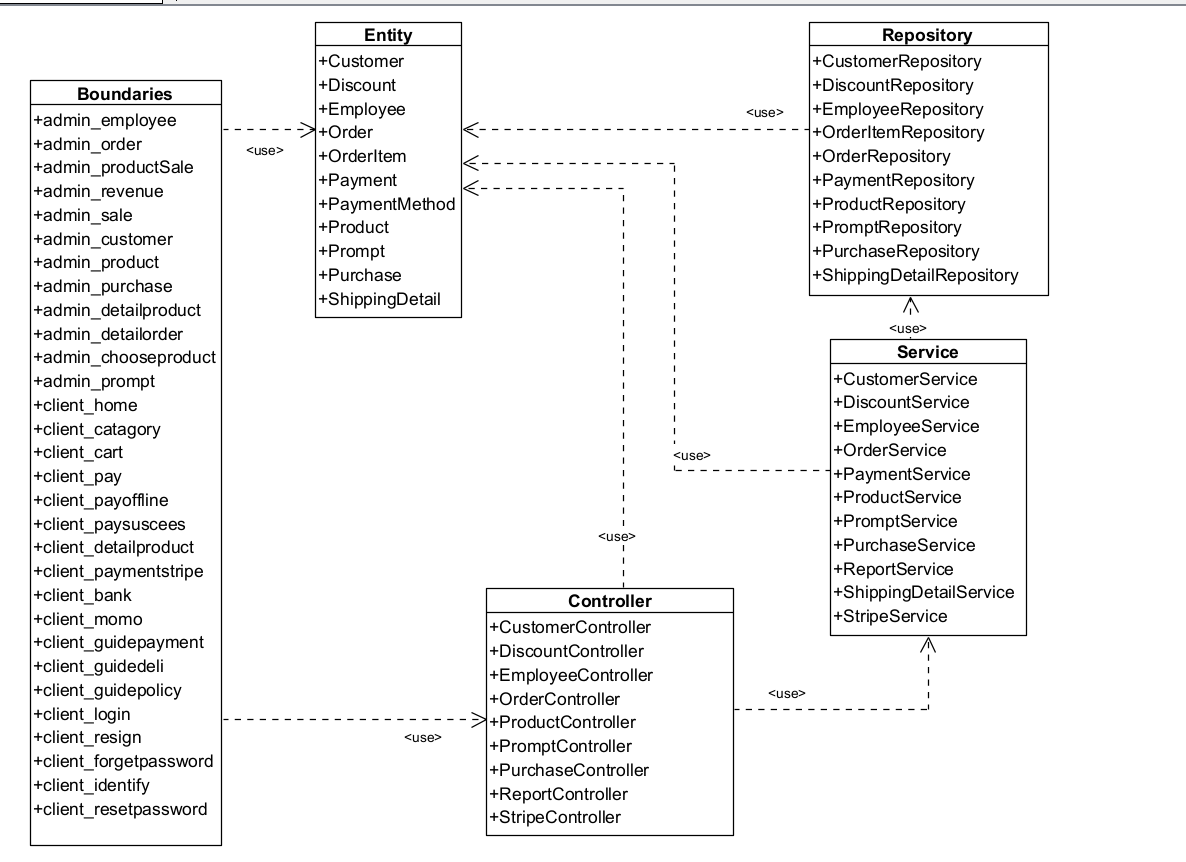 Boundaries
+admin_employee
+admin_order
+admin_productSale
+admin_revenue
+admin_sale
+admin_customer
+admin_product
+admin_purchase
+admin_detailproduct
+admin_detailorder
+admin_chooseproduct
+admin_prompt
+client_home
+client_catagory
+client_cart
+client_pay
+client_payoffline
+client_paysuscees
+client_detailproduct
+client_paymentstripe
+client_bank
+client_momo
+client_guidepayment
+client_guidedeli
+client_guidepolicy
+client_login
+client_resign
+client_forgetpassword
+client_identify
+client_resetpassword
<use>
<use>
Entity
+Customer
+Discount
+Employee
+Order
+OrderItem
+Payment
+PaymentMethod
+Product
+Prompt
+Purchase
+ShippingDetail
<use>
Repository
+CustomerRepository
+DiscountRepository
+EmployeeRepository
+OrderItemRepository
+OrderRepository
+PaymentRepository
+ProductRepository
+PromptRepository
+PurchaseRepository
+ShippingDetailRepository
<use>
Service
+CustomerService
+DiscountService
+EmployeeService
+OrderService
+PaymentService
+ProductService
+PromptService
+PurchaseService
+ReportService
+ShippingDetailService
+StripeService
<use>
<use>
Controller
+CustomerController
+DiscountController
+EmployeeController
+OrderController
+ProductController
+PromptController
+PurchaseController
+ReportController
+StripeController
<use>